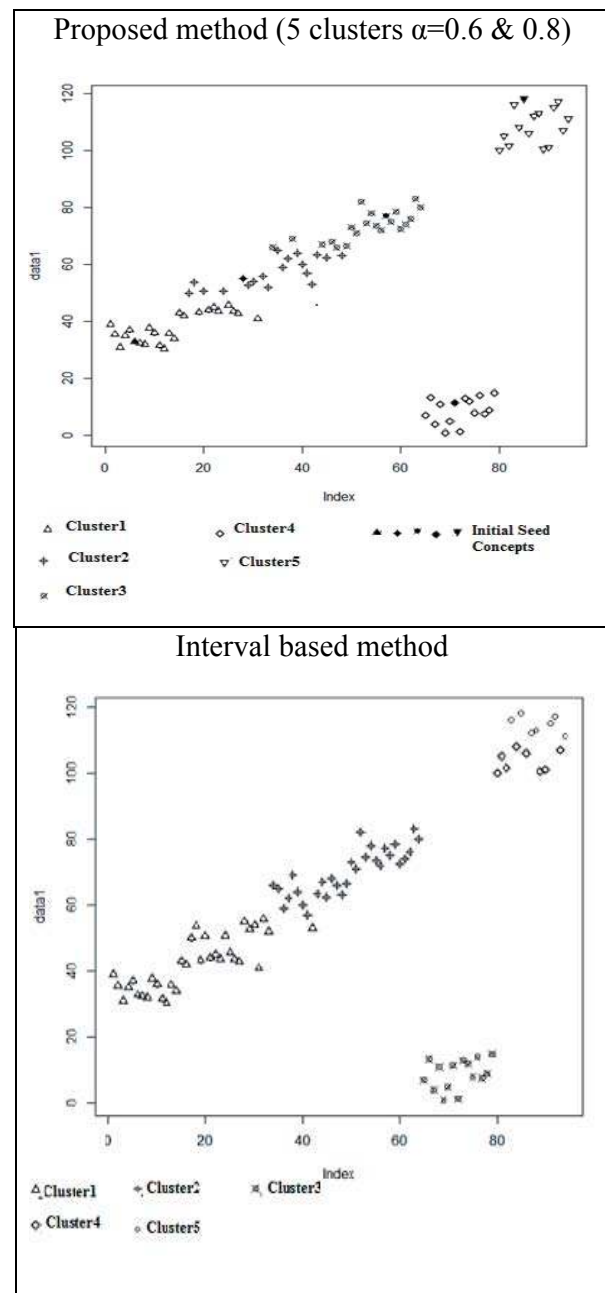 Proposed method (5 clusters α=0.6 & 0.8)
120
100
80
60
40
20
0
data1
0 20 40 60 80
Index
Cluster1 Cluster4 Initial Seed
Concepts
Cluster2 Cluster5
Cluster3
Interval based method
120
100
80
60
40
20
0
data1
0 20 40 60 80
Index
Cluster1 Cluster2 Cluster3
Cluster4 Cluster5